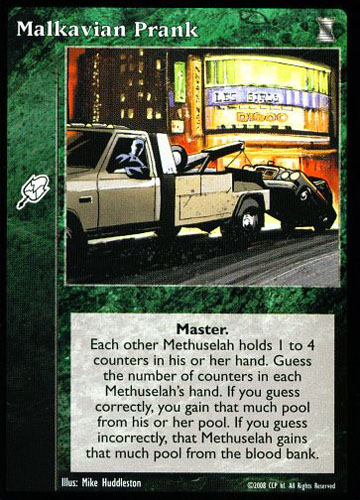 Malkavian Prank
DISCO
Master.
Each other Methuselah holds 1 to 4
counters in his or her hand. Guess
the number of counters in each
Methuselah's hand. If you guess
correctly, you gain that much pool
from his or her pool. If you guess
incorrectly, that Methuselah gains
that much pool from the blood bank.
Illus: Mike Huddleston
©2008 CCP hf. All Rights Reserved